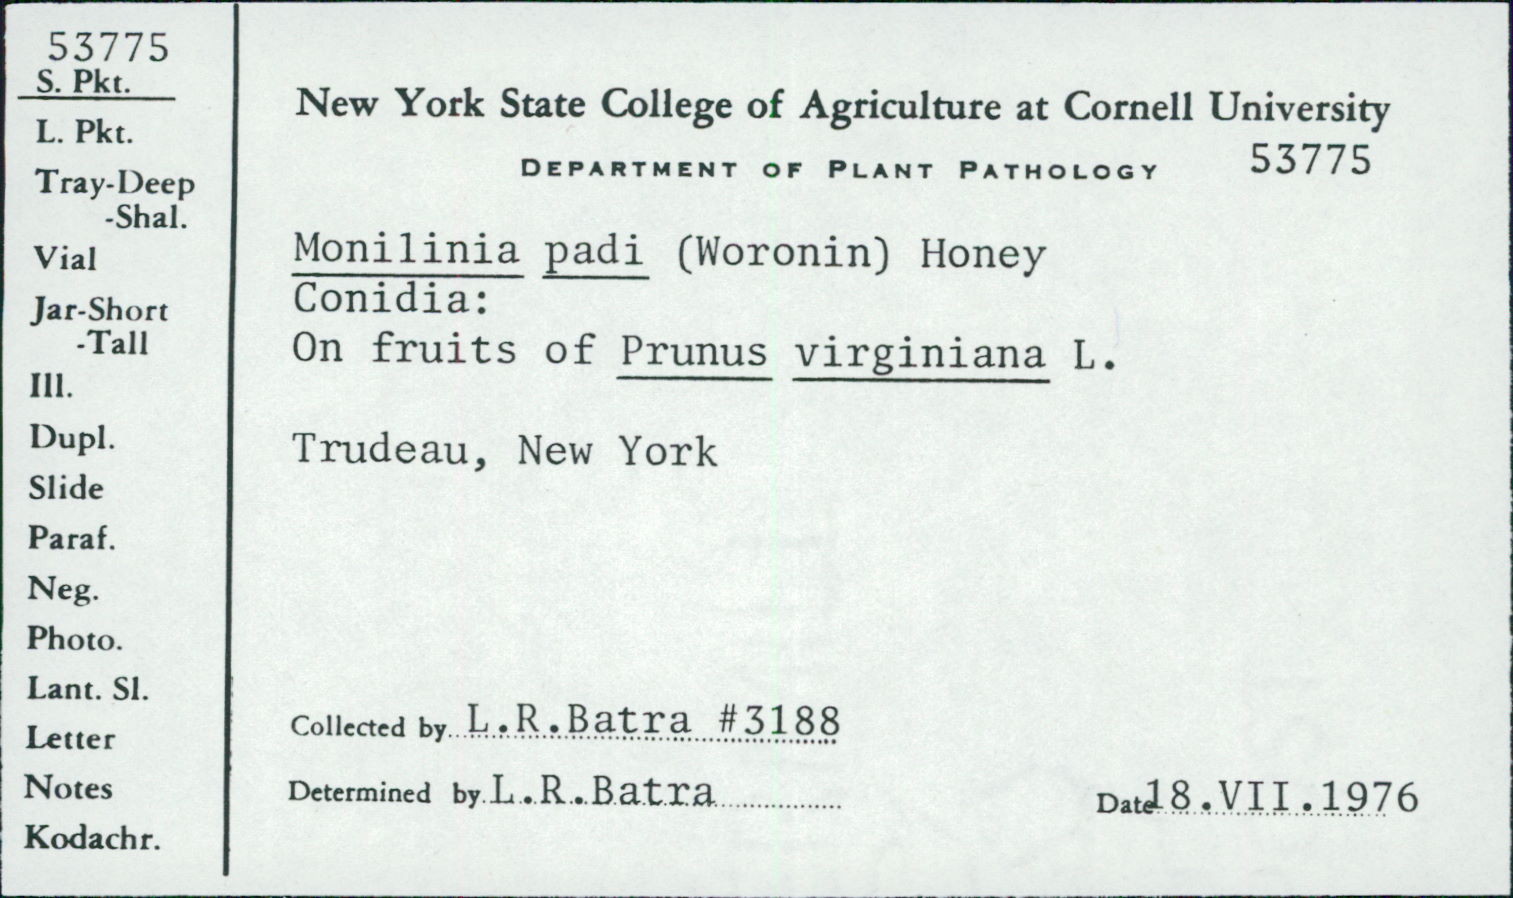 53775
S. Pkt.
L. Pkt.
Tray-Deep
-Shal.
Vial
Jar-Short
-Tall
Ill.
Dupl.
Slide
Paraf.
Neg.
Photo.
Lant. Sl.
Letter
Notes
Kodachr.
New York State College of Agriculture at Cornell University
DEPARTMENT OF PLANT PATHOLOGY 53775
Monilinia padi (Woronin) Honey
Conidia:
On fruits of Prunus virginiana L.
Trudeau, New York
Collected by L.R.Batra #3188
Determined by L.R.Batra
Date 18.VII.1976